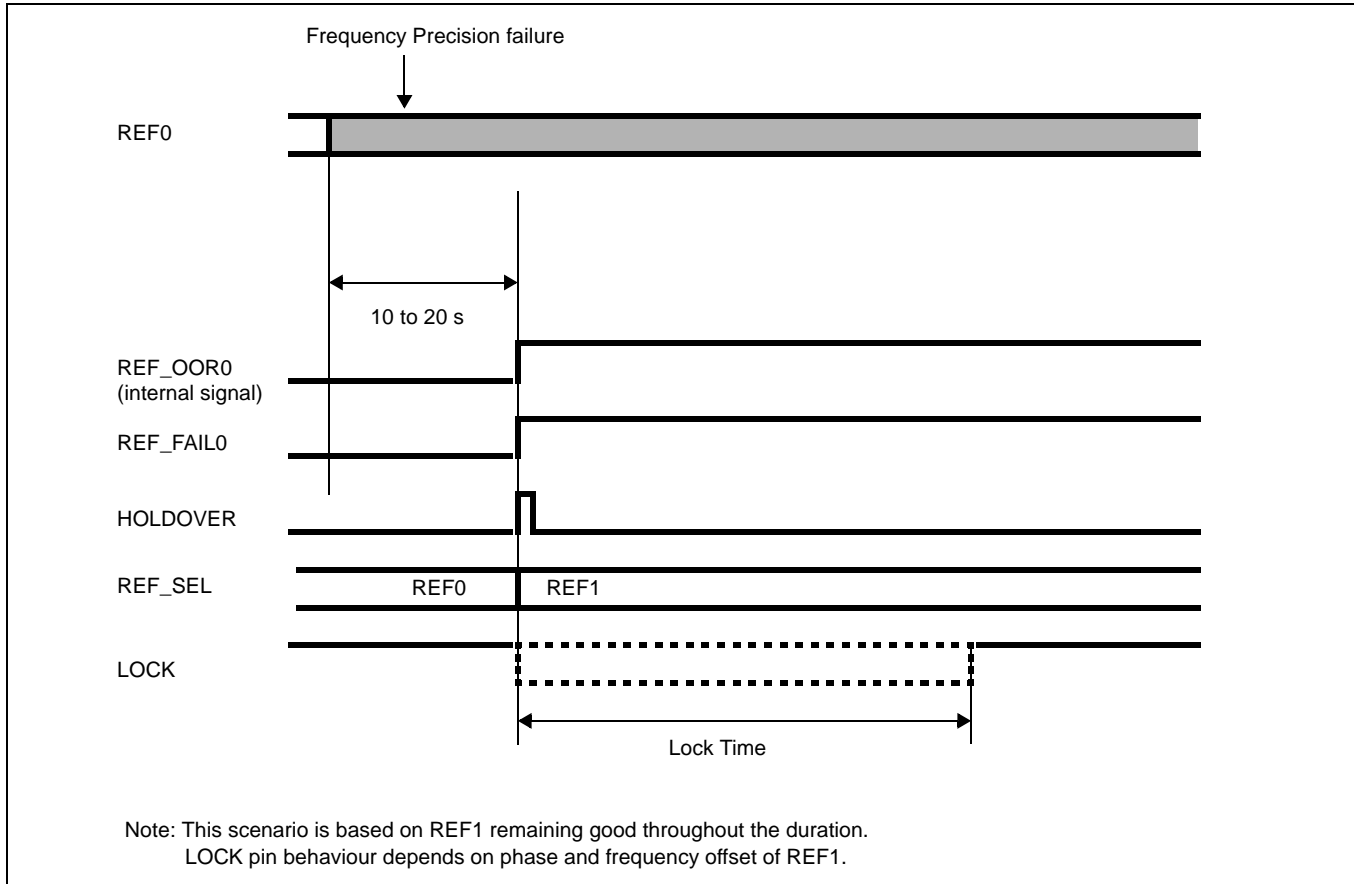 Frequency Precision failure
REF0
10 to 20 s
REF_OOR0
(internal signal)
REF_FAIL0
HOLDOVER
REF_SEL
REF0
REF1
LOCK
Lock Time
Note: This scenario is based on REF1 remaining good throughout the duration.
LOCK pin behaviour depends on phase and frequency offset of REF1.